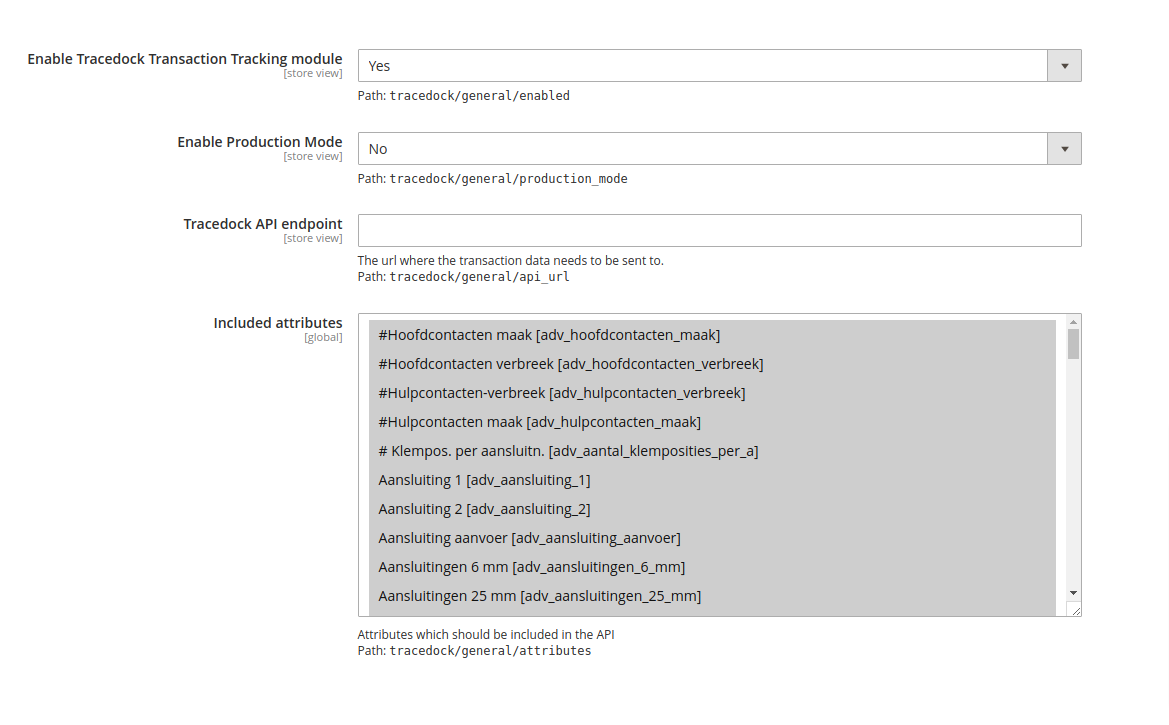 Enable Tracedock Transaction Tracking module
[store view]
Yes
Path: tracedock/general/enabled
Enable Production Mode
[store view]
No
Path: tracedock/general/production_mode
Tracedock API endpoint
[store view]
The url where the transaction data needs to be sent to.
Path: tracedock/general/api_url
Included attributes
[global]
#Hoofdcontacten maak [adv_hoofdcontacten_maak]
#Hoofdcontacten verbreek [adv_hoofdcontacten_verbreek]
#Hulpcontacten-verbreek [adv_hulpcontacten_verbreek]
#Hulpcontacten maak [adv_hulpcontacten_maak]
# Klempos. per aansluitn. [adv_aantal_klemposities_per_a]
Aansluiting 1 [adv_aansluiting_1]
Aansluiting 2 [adv_aansluiting_2]
Aansluiting aanvoer [adv_aansluiting_aanvoer]
Aansluitingen 6 mm [adv_aansluitingen_6_mm]
Aansluitingen 25 mm [adv_aansluitingen_25_mm]
Attributes which should be included in the API
Path: tracedock/general/attributes